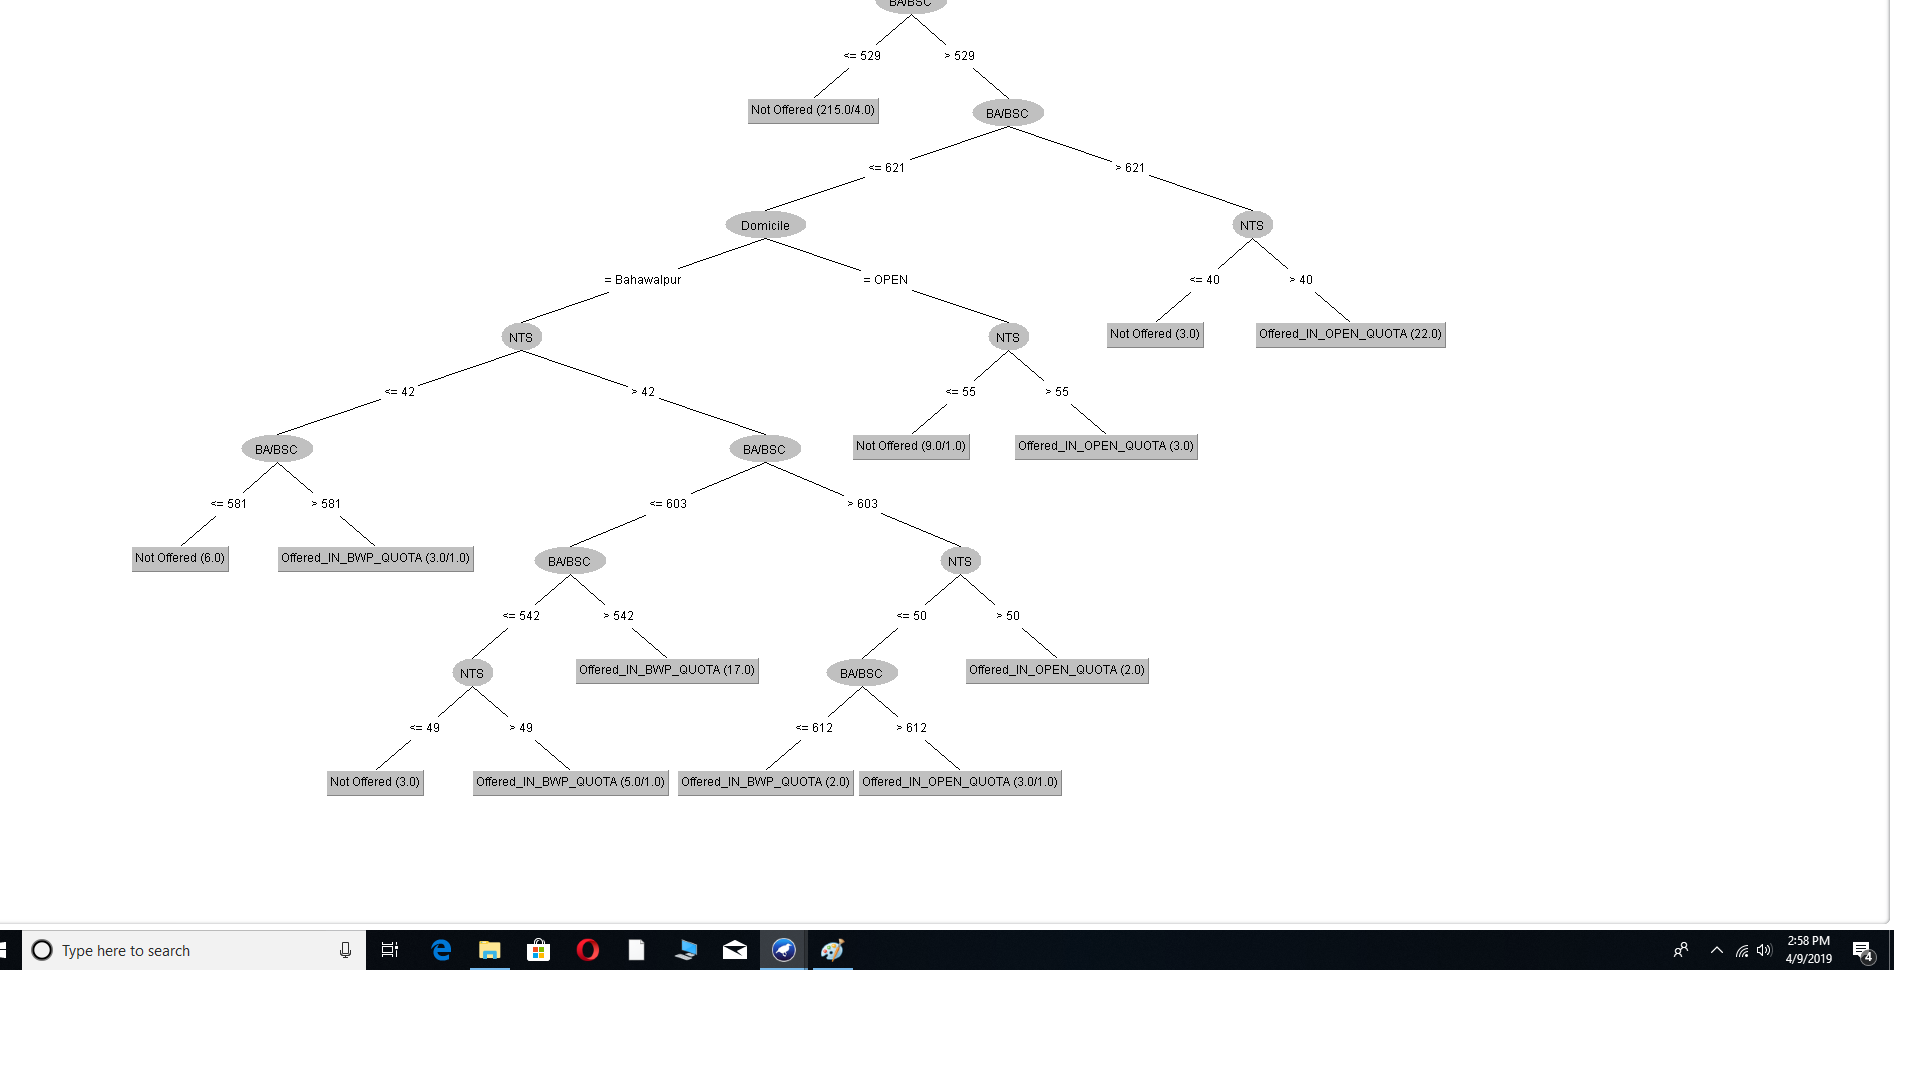 BA/BSC
<= 529
> 529
Not Offered (215.0/4.0)
BA/BSC
<= 621
> 621
Domicile
NTS
= Bahawalpur
= OPEN
<= 40
> 40
NTS
NTS
Not Offered (3.0)
Offered_IN_OPEN_QUOTA (22.0)
<= 42
> 42
<= 55
> 55
BA/BSC
BA/BSC
Not Offered (9.0/1.0)
Offered_IN_OPEN_QUOTA (3.0)
<= 581
> 581
<= 603
> 603
Not Offered (6.0)
Offered_IN_BWP_QUOTA (3.0/1.0)
BA/BSC
NTS
<= 542
> 542
<= 50
> 50
NTS
Offered_IN_BWP_QUOTA (17.0)
BA/BSC
Offered_IN_OPEN_QUOTA (2.0)
<= 49
> 49
<= 612
> 612
Not Offered (3.0)
Offered_IN_BWP_QUOTA (5.0/1.0)
Offered_IN_BWP_QUOTA (2.0)
Offered_IN_OPEN_QUOTA (3.0/1.0)
Type here to search
2:58 PM
4/9/2019
4